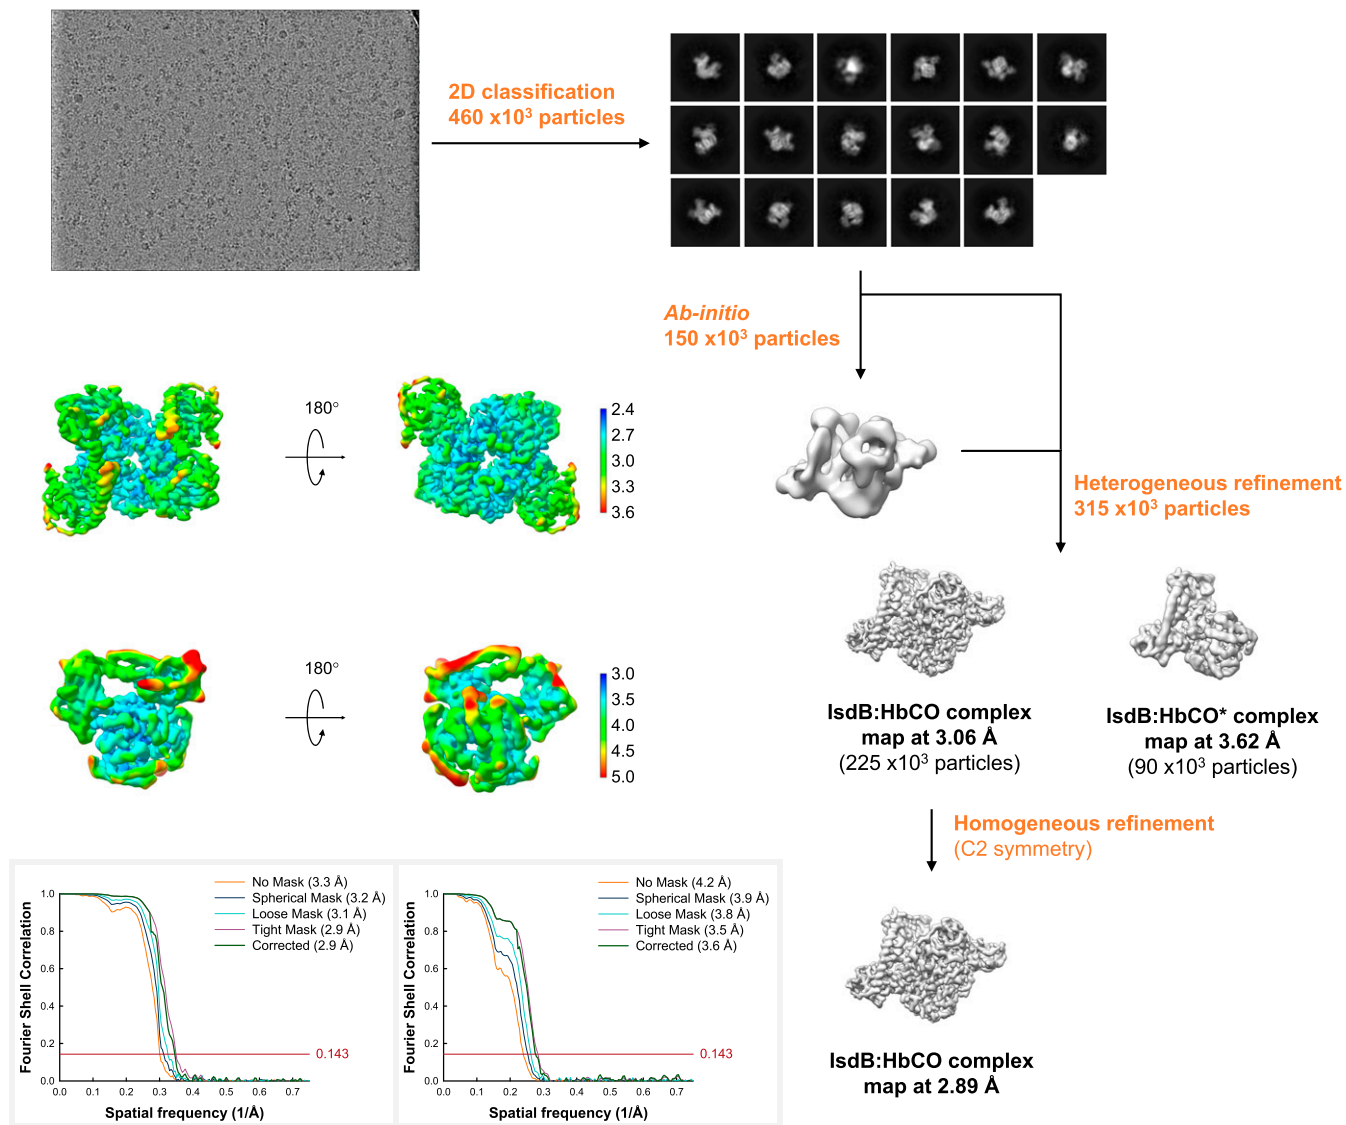 2D classification
460 x10³ particles
Ab-initio
150 x10³ particles
180°
2.4
2.7
3.0
3.3
3.6
Heterogeneous refinement
315 x10³ particles
180°
3.0
3.5
4.0
4.5
5.0
IsdB:HbCO complex
map at 3.06 Å
(225 x10³ particles)
IsdB:HbCO* complex
map at 3.62 Å
(90 x10³ particles)
Homogeneous refinement
(C2 symmetry)
IsdB:HbCO complex
map at 2.89 Å
Fourier Shell Correlation
1.0
0.8
0.6
0.4
0.2
0.0
No Mask (3.3 Å)
Spherical Mask (3.2 Å)
Loose Mask (3.1 Å)
Tight Mask (2.9 Å)
Corrected (2.9 Å)
0.143
0.0 0.1 0.2 0.3 0.4 0.5 0.6 0.7
Spatial frequency (1/Å)
Fourier Shell Correlation
1.0
0.8
0.6
0.4
0.2
0.0
No Mask (4.2 Å)
Spherical Mask (3.9 Å)
Loose Mask (3.8 Å)
Tight Mask (3.5 Å)
Corrected (3.6 Å)
0.143
0.0 0.1 0.2 0.3 0.4 0.5 0.6 0.7
Spatial frequency (1/Å)